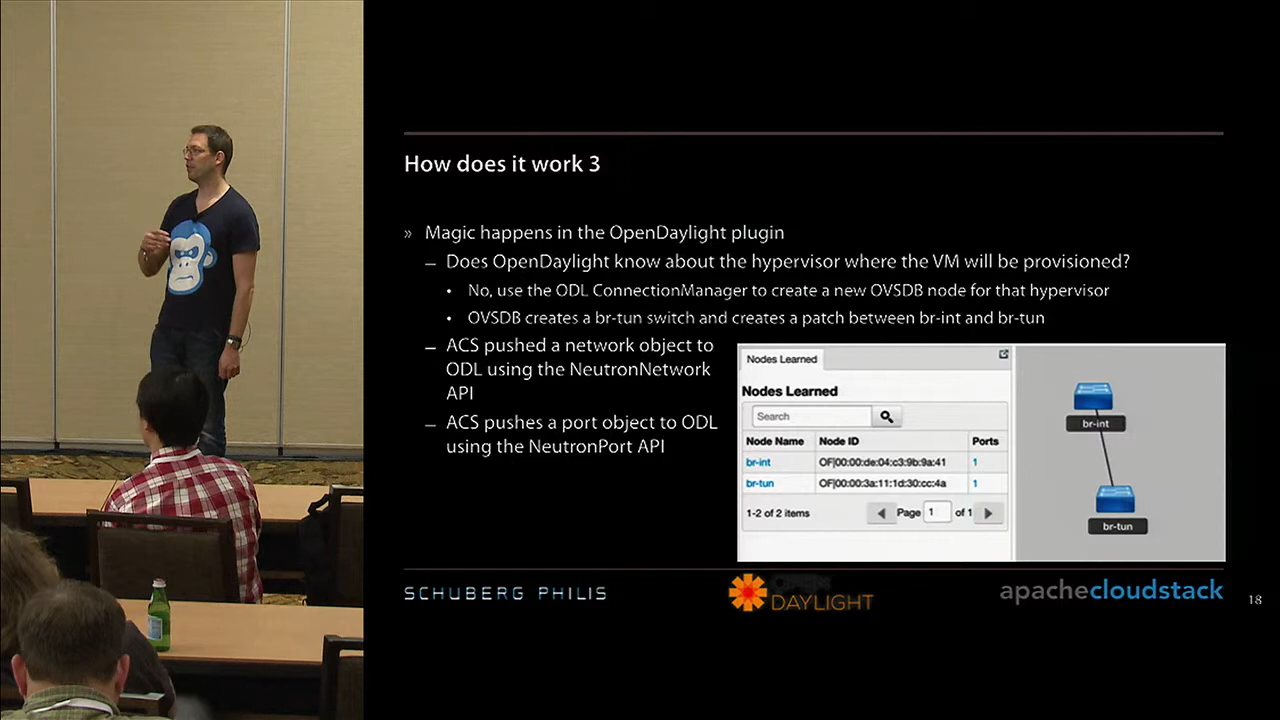 How does it work 3
» Magic happens in the OpenDaylight plugin
– Does OpenDaylight know about the hypervisor where the VM will be provisioned?
• No, use the ODL ConnectionManager to create a new OVSDB node for that hypervisor
• OVSDB creates a br-tun switch and creates a patch between br-int and br-tun
– ACS pushed a network object to
ODL using the NeutronNetwork
API
– ACS pushes a port object to ODL
using the NeutronPort API
Nodes Learned
Nodes Learned
Search
Node Name Node ID Ports
br-int OF|00:00:de:04:c3:9b:9a:41 1
br-tun OF|00:00:3a:11:1d:30:cc:4a 1
1-2 of 2 items Page 1 of 1
br-int
br-tun
SCHUBERG PHILIS
OPEN
DAYLIGHT
apachecloudstack
18